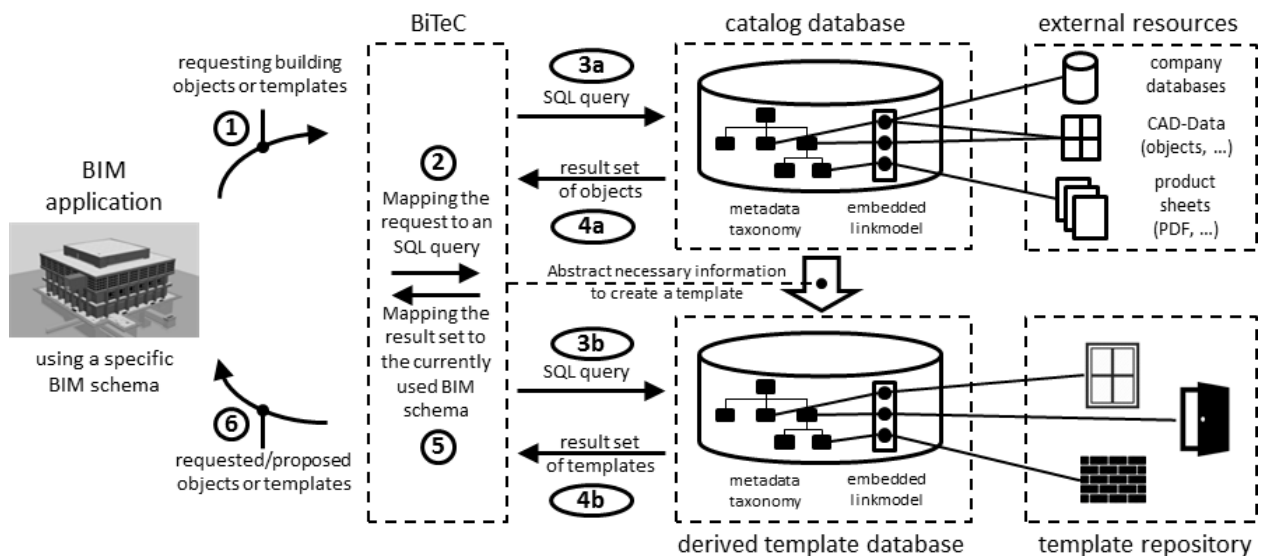 BiTeC
catalog database
external resources
requesting building
objects or templates
1
BIM
application
using a specific
BIM schema
6
requested/proposed
objects or templates
2
Mapping the
request to an
SQL query
Mapping the
result set to
the currently
used BIM
schema
5
3a
SQL query
result set
of objects
4a
metadata
taxonomy
embedded
linkmodel
company
databases
CAD-Data
(objects, ...)
product
sheets
(PDF, ...)
Abstract necessary information
to create a template
3b
SQL query
result set
of templates
4b
metadata
taxonomy
embedded
linkmodel
derived template database
template repository